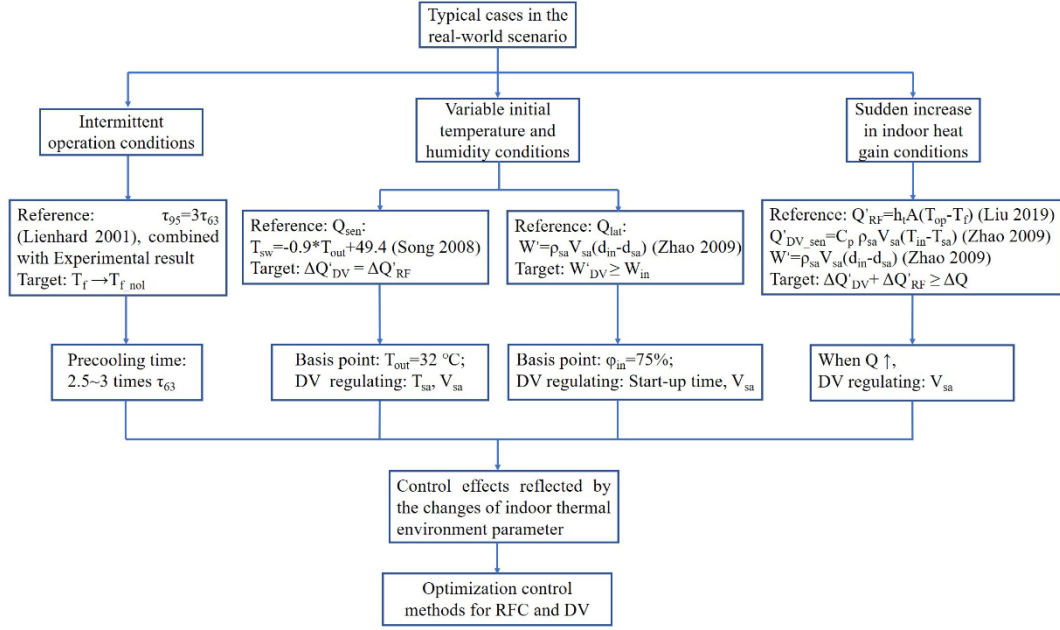 Typical cases in the
real-world scenario
Intermittent
operation conditions
Variable initial
temperature and
humidity conditions
Sudden increase
in indoor heat
gain conditions
Reference: τ95=3τ63
(Lienhard 2001), combined
with Experimental result
Target: Tf →Tf_nol
Reference: Qsen:
Tsw=-0.9*Tout+49.4 (Song 2008)
Target: ΔQ‘DV = ΔQ'RF
Reference: Qlat:
W‘=ρsaVsa(din-dsa) (Zhao 2009)
Target: W‘DV ≥ Win
Reference: Q'RF=htA(Top-Tf) (Liu 2019)
Q'DV_sen=Cp ρsaVsa(Tin-Tsa) (Zhao 2009)
W‘=ρsaVsa(din-dsa) (Zhao 2009)
Target: ΔQ‘DV+ ΔQ‘RF ≥ ΔQ
Precooling time:
2.5~3 times τ63
Basis point: Tout=32 °C;
DV regulating: Tsa, Vsa
Basis point: φin=75%;
DV regulating: Start-up time, Vsa
When Q ↑,
DV regulating: Vsa
Control effects reflected by
the changes of indoor thermal
environment parameter
Optimization control
methods for RFC and DV